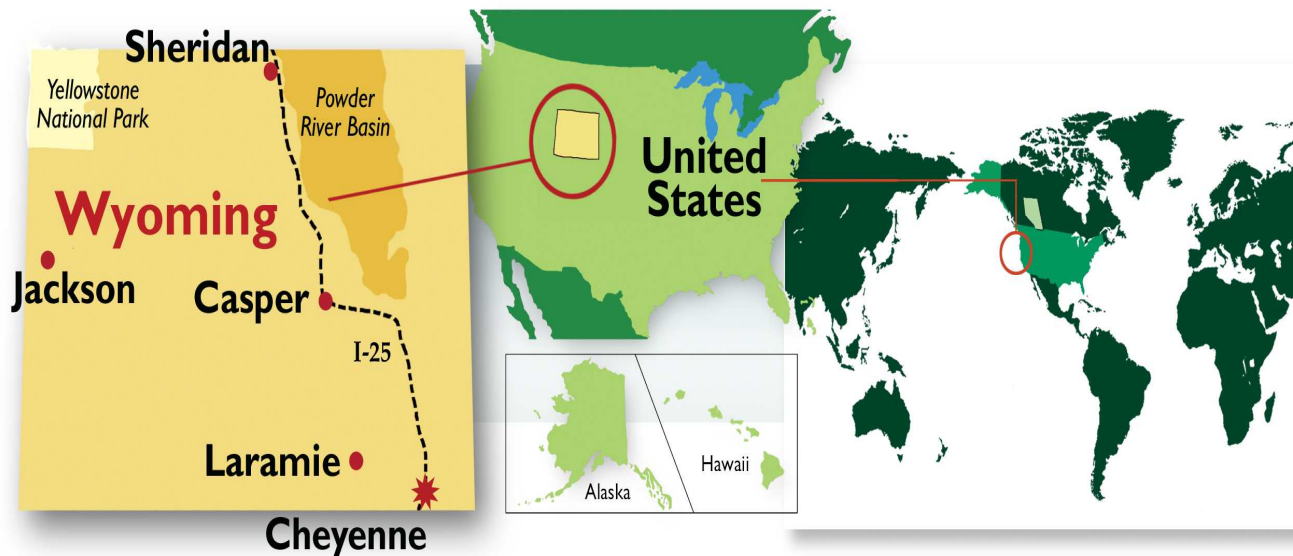 Sheridan
Yellowstone
National Park
Powder
River Basin
Wyoming
Jackson
Casper
I-25
Laramie
Cheyenne
United
States
Alaska
Hawaii